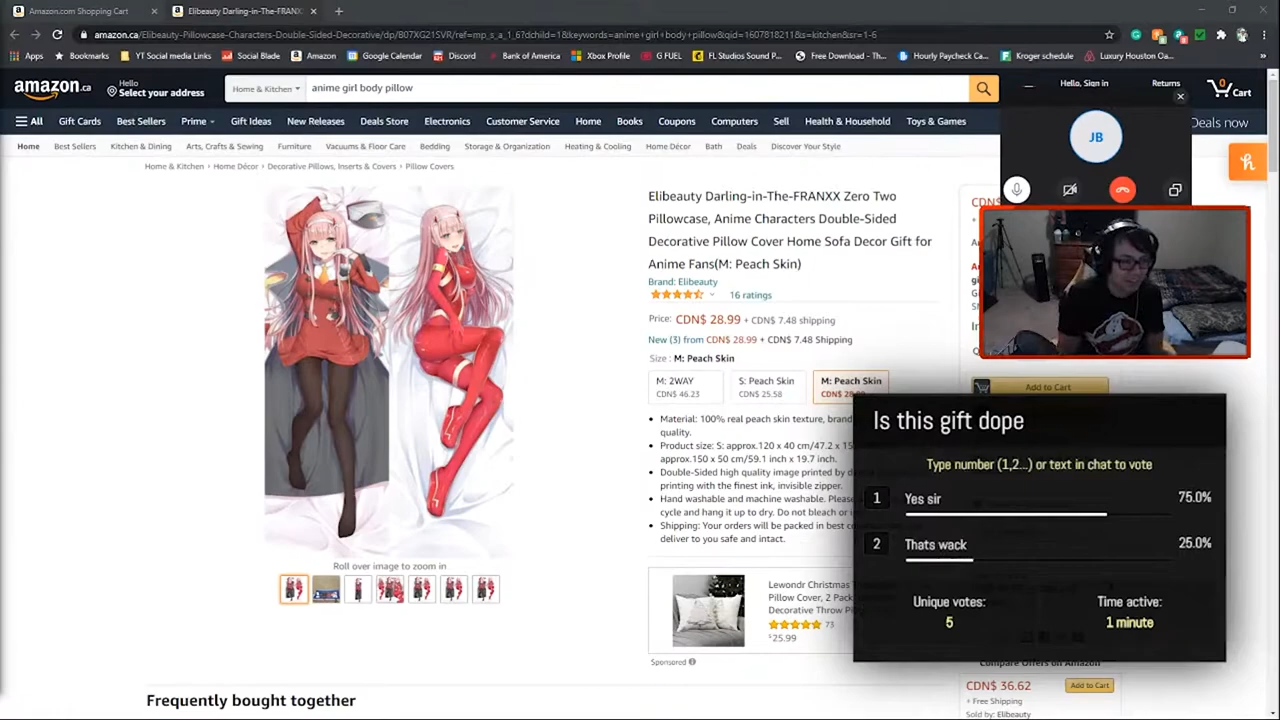 Amazon.com Shopping Cart
Elibeauty Darling-in-The-FRANX
amazon.ca/Elibeauty-Pillowcase-Characters-Double-Sided-Decorative/dp/B07XG21SVR/ref=mp_s_a_1_6?dchild=1&keywords=anime+girl+body+pillow&qid=1607818211&s=kitchen&sr=1-6
Apps
Bookmarks
YT Social media Links
Social Blade
Amazon
Google Calendar
Discord
Bank of America
Xbox Profile
G FUEL
FL Studios Sound P...
Free Download - Th...
Hourly Paycheck Ca...
Kroger schedule
Luxury Houston Oa...
amazon.ca
Hello
Select your address
Home & Kitchen
anime girl body pillow
Hello, Sign in
Returns
0
Cart
All
Gift Cards
Best Sellers
Prime
Gift Ideas
New Releases
Deals Store
Electronics
Customer Service
Home
Books
Coupons
Computers
Sell
Health & Household
Toys & Games
Deals now
Home
Best Sellers
Kitchen & Dining
Arts, Crafts & Sewing
Furniture
Vacuums & Floor Care
Bedding
Storage & Organization
Heating & Cooling
Home Décor
Bath
Deals
Discover Your Style
JB
Home & Kitchen › Home Décor › Decorative Pillows, Inserts & Covers › Pillow Covers
Elibeauty Darling-in-The-FRANXX Zero Two
Pillowcase, Anime Characters Double-Sided
Decorative Pillow Cover Home Sofa Decor Gift for
Anime Fans(M: Peach Skin)
Brand: Elibeauty
16 ratings
Price: CDN$ 28.99 + CDN$ 7.48 shipping
New (3) from CDN$ 28.99 + CDN$ 7.48 Shipping
Size : M: Peach Skin
M: 2WAY
CDN$ 46.23
S: Peach Skin
CDN$ 25.58
M: Peach Skin
Material: 100% real peach skin texture, brand
quality.
Product size: S: approx.120 x 40 cm/47.2 x
approx.150 x 50 cm/59.1 inch x 19.7 inch.
Double-Sided high quality image printed by
printing with the finest ink, invisible zipper.
Hand washable and machine washable. Please
cycle and hang it up to dry. Do not bleach or
Shipping: Your orders will be packed in best
deliver to you safe and intact.
Roll over image to zoom in
Lewondr Christmas
Pillow Cover, 2 Pack
Decorative Throw
73
$25.99
Sponsored
CDN$
Add to Cart
Is this gift dope
Type number (1,2...) or text in chat to vote
1 Yes sir 75.0%
2 Thats wack 25.0%
Unique votes: Time active:
5 1 minute
Compare Offers on Amazon
CDN$ 36.62 Add to Cart
+ Free Shipping
Sold by: Elibeauty
Frequently bought together